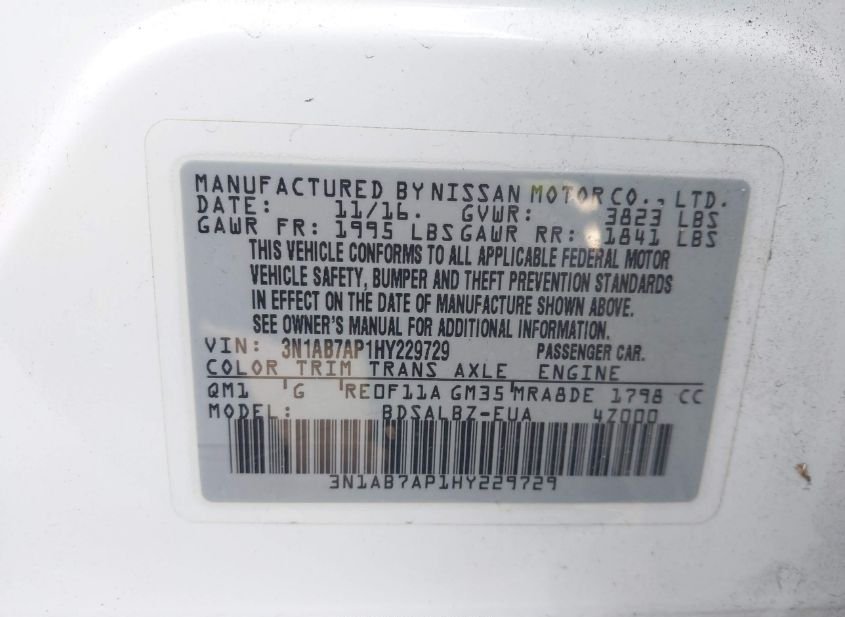 MANUFACTURED BY NISSAN MOTOR CO., LTD.
DATE: 11/16. GVWR: 3823 LBS
GAWR FR: 1995 LBS GAWR RR: 1841 LBS
THIS VEHICLE CONFORMS TO ALL APPLICABLE FEDERAL MOTOR
VEHICLE SAFETY, BUMPER AND THEFT PREVENTION STANDARDS
IN EFFECT ON THE DATE OF MANUFACTURE SHOWN ABOVE.
SEE OWNER'S MANUAL FOR ADDITIONAL INFORMATION.
VIN: 3N1AB7AP1HY229729 PASSENGER CAR.
COLOR TRIM TRANS AXLE ENGINE
QM1 G RE0F11A GM35 MRA8DE 1798 CC
MODEL: BDSALBZ-EUA 4Z000
3N1AB7AP1HY229729